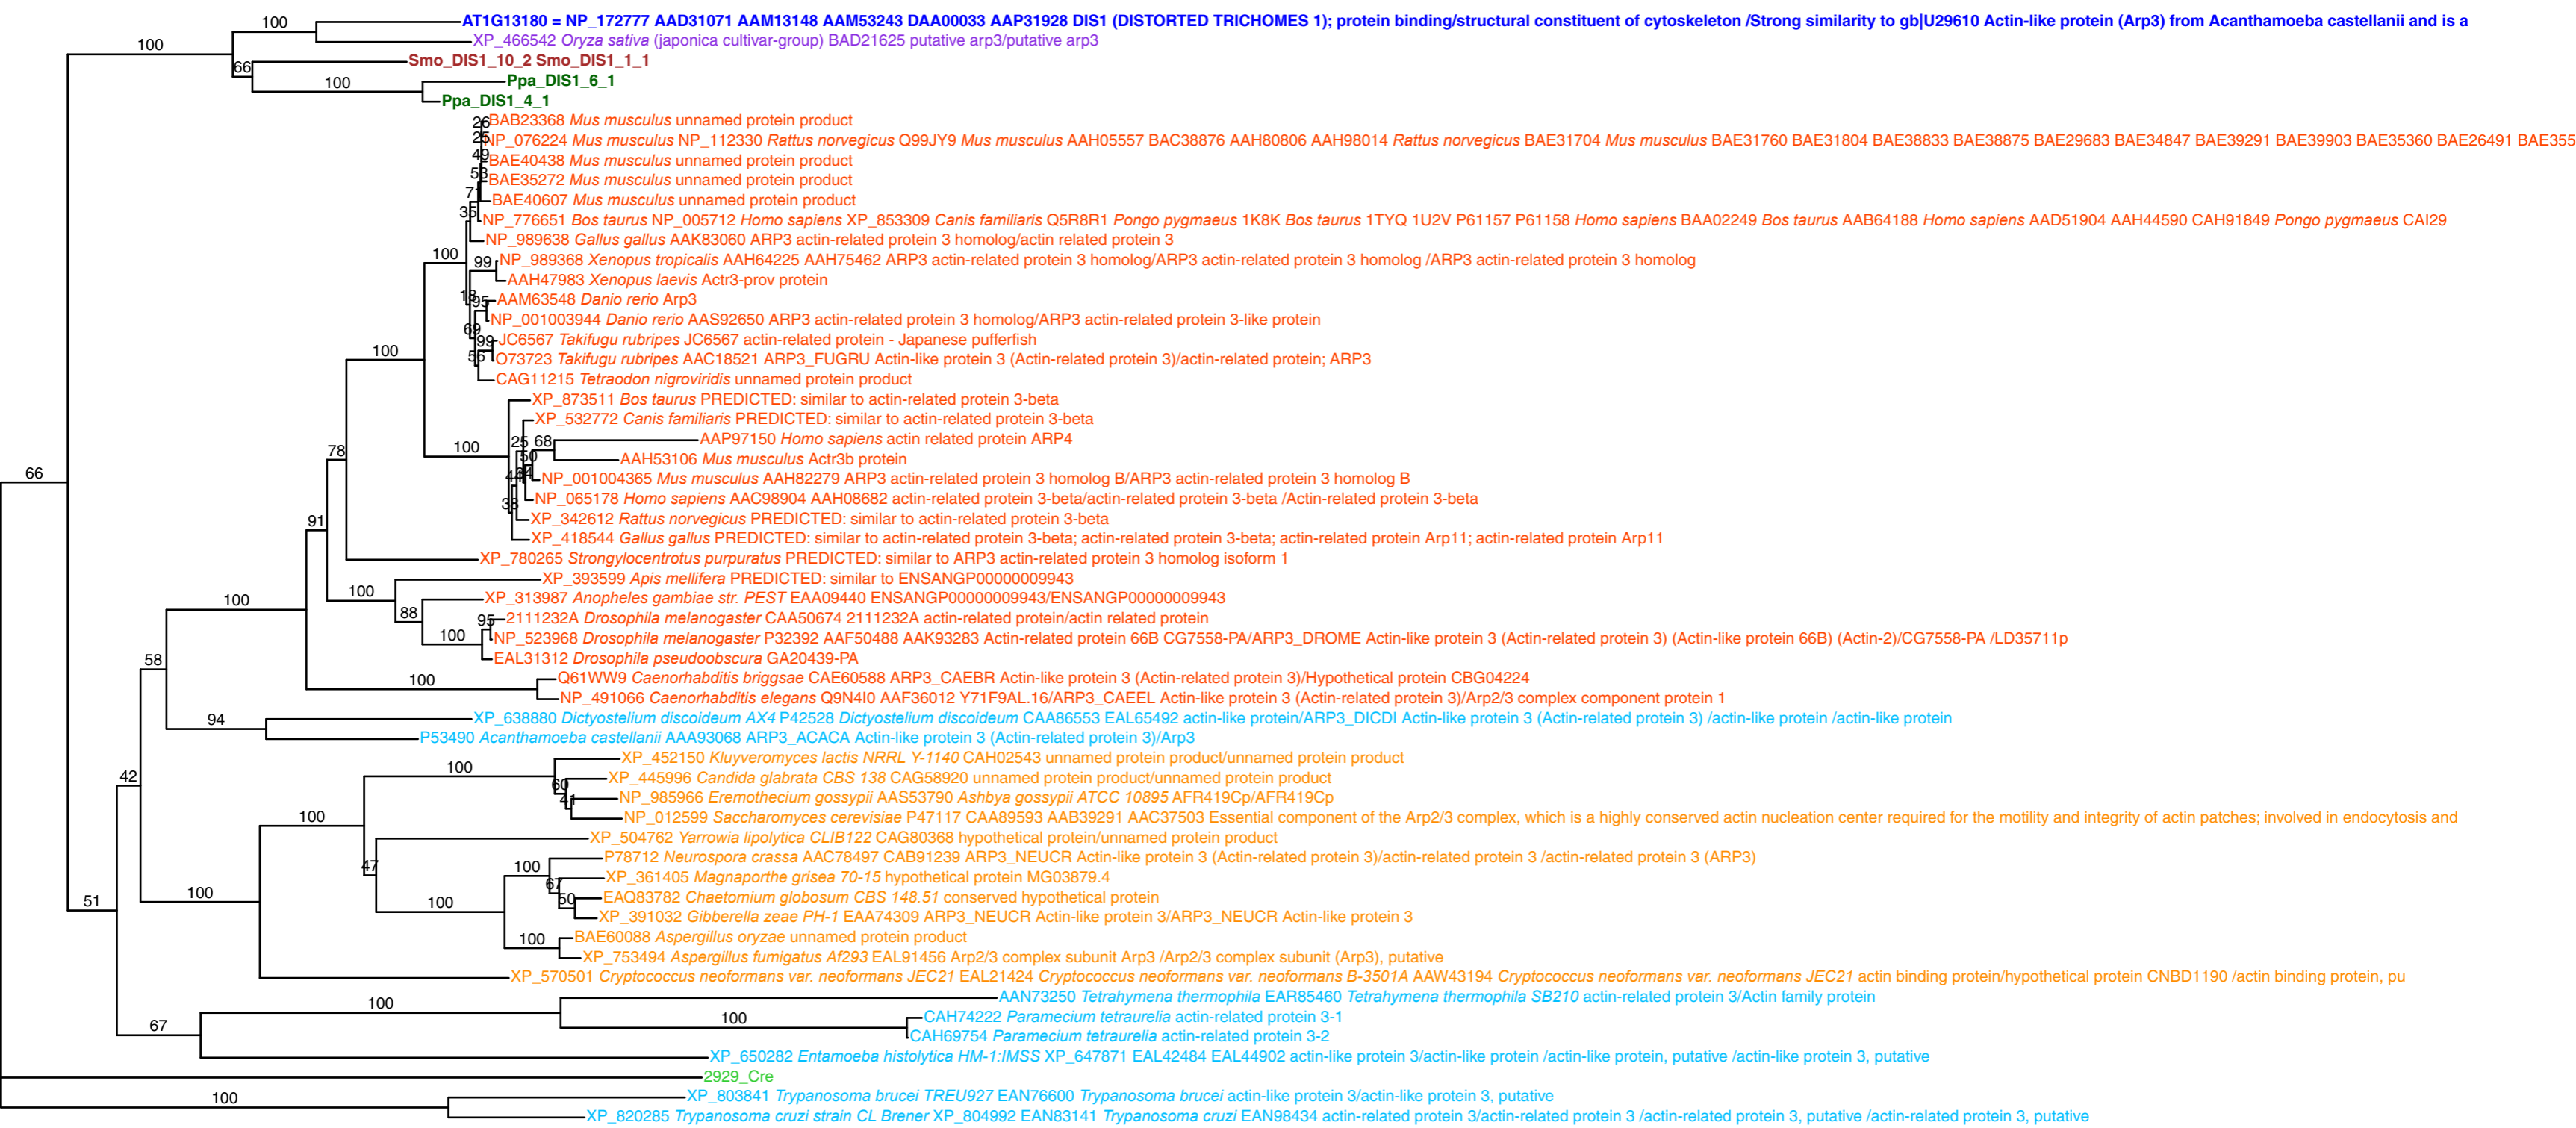 100
AT1G13180 = NP_172777 AAD31071 AAM13148 AAM53243 DAA00033 AAP31928 DIS1 (DISTORTED TRICHOMES 1); protein binding/structural constituent of cytoskeleton /Strong similarity to gb|U29610 Actin-like protein (Arp3) from Acanthamoeba castellanii and is a
100
XP_466542 Oryza sativa (japonica cultivar-group) BAD21625 putative arp3/putative arp3
66
Smo_DIS1_10_2 Smo_DIS1_1_1
100
Ppa_DIS1_6_1
Ppa_DIS1_4_1
26
BAB23368 Mus musculus unnamed protein product
NP_076224 Mus musculus NP_112330 Rattus norvegicus Q99JY9 Mus musculus AAH05557 BAC38876 AAH80806 AAH98014 Rattus norvegicus BAE31704 Mus musculus BAE31760 BAE31804 BAE38833 BAE38875 BAE29683 BAE34847 BAE39291 BAE39903 BAE35360 BAE26491 BAE355
49
BAE40438 Mus musculus unnamed protein product
53
BAE35272 Mus musculus unnamed protein product
BAE40607 Mus musculus unnamed protein product
35
NP_776651 Bos taurus NP_005712 Homo sapiens XP_853309 Canis familiaris Q5R8R1 Pongo pygmaeus 1K8K Bos taurus 1TYQ 1U2V P61157 P61158 Homo sapiens BAA02249 Bos taurus AAB64188 Homo sapiens AAD51904 AAH44590 CAH91849 Pongo pygmaeus CAI29
NP_989638 Gallus gallus AAK83060 ARP3 actin-related protein 3 homolog/actin related protein 3
100
99
NP_989368 Xenopus tropicalis AAH64225 AAH75462 ARP3 actin-related protein 3 homolog/ARP3 actin-related protein 3 homolog /ARP3 actin-related protein 3 homolog
AAH47983 Xenopus laevis Actr3-prov protein
95
AAM63548 Danio rerio Arp3
NP_001003944 Danio rerio AAS92650 ARP3 actin-related protein 3 homolog/ARP3 actin-related protein 3-like protein
69
99
JC6567 Takifugu rubripes JC6567 actin-related protein - Japanese pufferfish
100
56
O73723 Takifugu rubripes AAC18521 ARP3_FUGRU Actin-like protein 3 (Actin-related protein 3)/actin-related protein; ARP3
CAG11215 Tetraodon nigroviridis unnamed protein product
XP_873511 Bos taurus PREDICTED: similar to actin-related protein 3-beta
XP_532772 Canis familiaris PREDICTED: similar to actin-related protein 3-beta
25
68
AAP97150 Homo sapiens actin related protein ARP4
78
100
50
AAH53106 Mus musculus Actr3b protein
NP_001004365 Mus musculus AAH82279 ARP3 actin-related protein 3 homolog B/ARP3 actin-related protein 3 homolog B
38
NP_065178 Homo sapiens AAC98904 AAH08682 actin-related protein 3-beta/actin-related protein 3-beta /Actin-related protein 3-beta
91
XP_342612 Rattus norvegicus PREDICTED: similar to actin-related protein 3-beta
XP_418544 Gallus gallus PREDICTED: similar to actin-related protein 3-beta; actin-related protein 3-beta; actin-related protein Arp11; actin-related protein Arp11
XP_780265 Strongylocentrotus purpuratus PREDICTED: similar to ARP3 actin-related protein 3 homolog isoform 1
XP_393599 Apis mellifera PREDICTED: similar to ENSANGP00000009943
100
100
88
XP_313987 Anopheles gambiae str. PEST EAA09440 ENSANGP00000009943/ENSANGP00000009943
95
2111232A Drosophila melanogaster CAA50674 2111232A actin-related protein/actin related protein
100
NP_523968 Drosophila melanogaster P32392 AAF50488 AAK93283 Actin-related protein 66B CG7558-PA/ARP3_DROME Actin-like protein 3 (Actin-related protein 3) (Actin-like protein 66B) (Actin-2)/CG7558-PA /LD35711p
58
EAL31312 Drosophila pseudoobscura GA20439-PA
100
Q61WW9 Caenorhabditis briggsae CAE60588 ARP3_CAEBR Actin-like protein 3 (Actin-related protein 3)/Hypothetical protein CBG04224
NP_491066 Caenorhabditis elegans Q9N4I0 AAF36012 Y71F9AL.16/ARP3_CAEEL Actin-like protein 3 (Actin-related protein 3)/Arp2/3 complex component protein 1
94
XP_638880 Dictyostelium discoideum AX4 P42528 Dictyostelium discoideum CAA86553 EAL65492 actin-like protein/ARP3_DICDI Actin-like protein 3 (Actin-related protein 3) /actin-like protein /actin-like protein
P53490 Acanthamoeba castellanii AAA93068 ARP3_ACACA Actin-like protein 3 (Actin-related protein 3)/Arp3
XP_452150 Kluyveromyces lactis NRRL Y-1140 CAH02543 unnamed protein product/unnamed protein product
42
100
60
XP_445996 Candida glabrata CBS 138 CAG58920 unnamed protein product/unnamed protein product
41
NP_985966 Eremothecium gossypii AAS53790 Ashbya gossypii ATCC 10895 AFR419Cp/AFR419Cp
100
NP_012599 Saccharomyces cerevisiae P47117 CAA89593 AAB39291 AAC37503 Essential component of the Arp2/3 complex, which is a highly conserved actin nucleation center required for the motility and integrity of actin patches; involved in endocytosis and
XP_504762 Yarrowia lipolytica CLIB122 CAG80368 hypothetical protein/unnamed protein product
47
100
P78712 Neurospora crassa AAC78497 CAB91239 ARP3_NEUCR Actin-like protein 3 (Actin-related protein 3)/actin-related protein 3 /actin-related protein 3 (ARP3)
67
XP_361405 Magnaporthe grisea 70-15 hypothetical protein MG03879.4
51
100
100
50
EAQ83782 Chaetomium globosum CBS 148.51 conserved hypothetical protein
XP_391032 Gibberella zeae PH-1 EAA74309 ARP3_NEUCR Actin-like protein 3/ARP3_NEUCR Actin-like protein 3
100
BAE60088 Aspergillus oryzae unnamed protein product
XP_753494 Aspergillus fumigatus Af293 EAL91456 Arp2/3 complex subunit Arp3 /Arp2/3 complex subunit (Arp3), putative
XP_570501 Cryptococcus neoformans var. neoformans JEC21 EAL21424 Cryptococcus neoformans var. neoformans B-3501A AAW43194 Cryptococcus neoformans var. neoformans JEC21 actin binding protein/hypothetical protein CNBD1190 /actin binding protein, pu
100
AAN73250 Tetrahymena thermophila EAR85460 Tetrahymena thermophila SB210 actin-related protein 3/Actin family protein
67
100
CAH74222 Paramecium tetraurelia actin-related protein 3-1
CAH69754 Paramecium tetraurelia actin-related protein 3-2
XP_650282 Entamoeba histolytica HM-1:IMSS XP_647871 EAL42484 EAL44902 actin-like protein 3/actin-like protein /actin-like protein, putative /actin-like protein 3, putative
66
2929_Cre
100
XP_803841 Trypanosoma brucei TREU927 EAN76600 Trypanosoma brucei actin-like protein 3/actin-like protein 3, putative
XP_820285 Trypanosoma cruzi strain CL Brener XP_804992 EAN83141 Trypanosoma cruzi EAN98434 actin-related protein 3/actin-related protein 3 /actin-related protein 3, putative /actin-related protein 3, putative